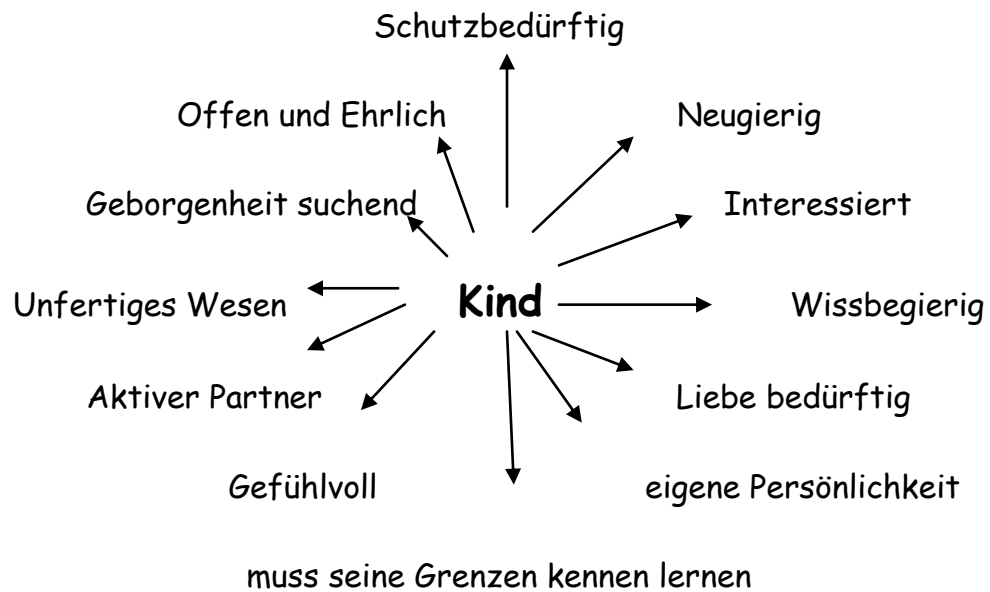 Schutzbedürftig
Offen und Ehrlich
Neugierig
Geborgenheit suchend
Interessiert
Unfertiges Wesen
Kind
Wissbegierig
Aktiver Partner
Liebe bedürftig
Gefühlvoll
eigene Persönlichkeit
muss seine Grenzen kennen lernen